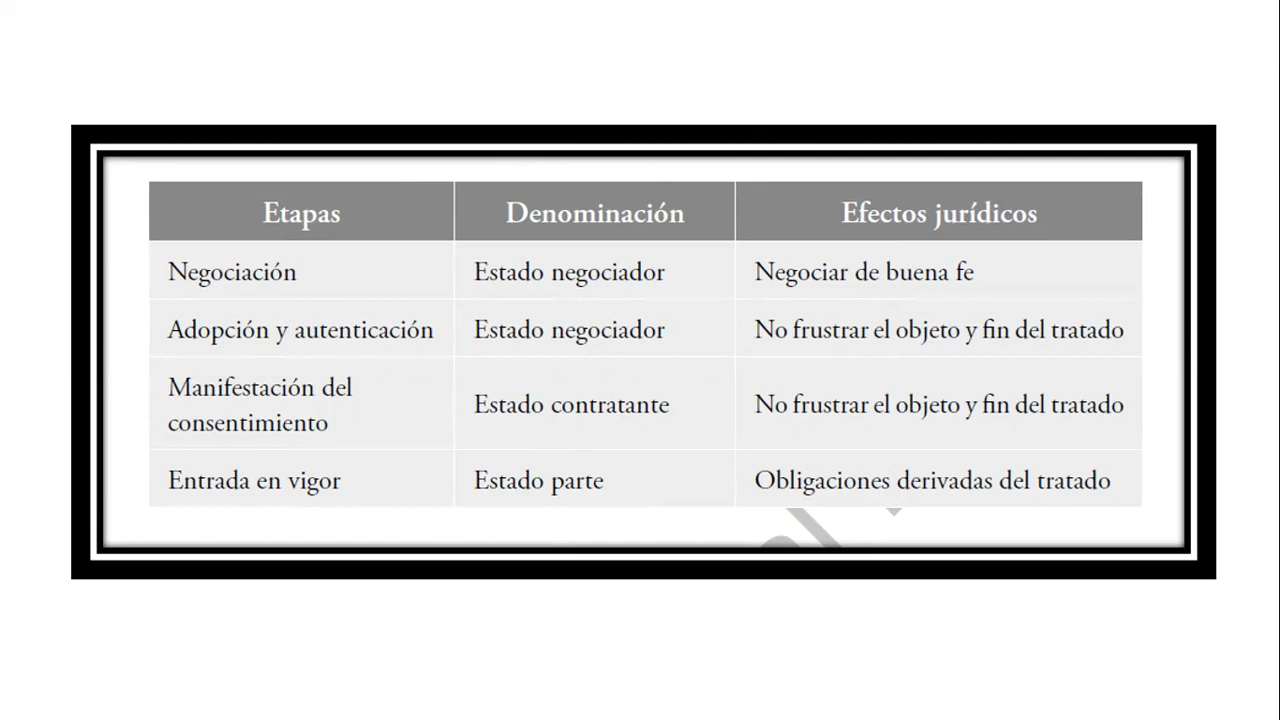 Etapas Denominación Efectos jurídicos
Negociación Estado negociador Negociar de buena fe
Adopción y autenticación Estado negociador No frustrar el objeto y fin del tratado
Manifestación del
consentimiento Estado contratante No frustrar el objeto y fin del tratado
Entrada en vigor Estado parte Obligaciones derivadas del tratado